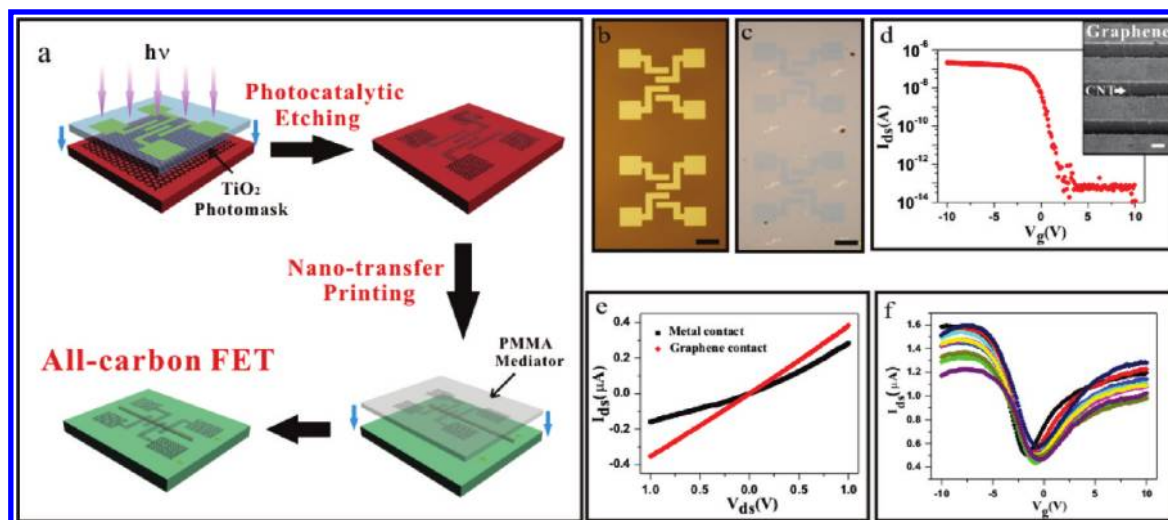 a
hν
Photocatalytic
Etching
TiO₂
Photomask
Nano-transfer
Printing
PMMA
Mediator
All-carbon FET
b
c
d
Graphene
CNT
10⁻⁶
10⁻⁸
10⁻¹⁰
10⁻¹²
10⁻¹⁴
I_ds(A)
-10 -5 0 5 10
V_g(V)
e
Metal contact
Graphene contact
0.4
0.2
0.0
-0.2
-0.4
I_ds(μA)
1.0 0.5 0.0 0.5 1.0
V_ds(V)
f
1.6
1.4
1.2
1.0
0.8
0.6
0.4
I_ds(μA)
-10 -5 0 5 10
V_g(V)